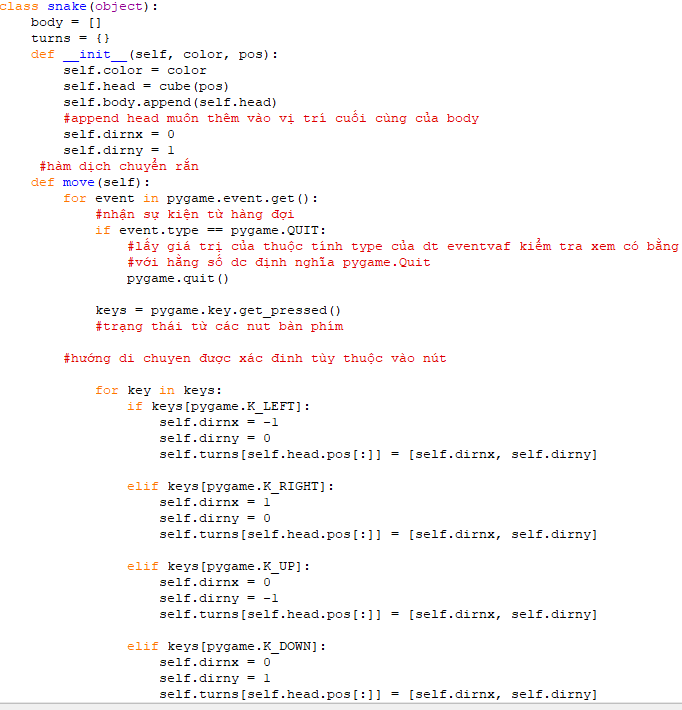 class snake(object):
    body = []
    turns = {}
    def __init__(self, color, pos):
        self.color = color
        self.head = cube(pos)
        self.body.append(self.head)
        #append head muôn thêm vào vị trí cuối cùng của body
        self.dirnx = 0
        self.dirny = 1
     #hàm dịch chuyển rắn
    def move(self):
        for event in pygame.event.get():
            #nhận sự kiện từ hàng đợi
            if event.type == pygame.QUIT:
                #lấy giá trị của thuộc tính type của dt eventvaf kiểm tra xem có bằng
                #với hằng số dc định nghĩa pygame.Quit
                pygame.quit()

            keys = pygame.key.get_pressed()
            #trạng thái từ các nut bàn phím

        #hướng di chuyen được xác đinh tùy thuộc vào nút

            for key in keys:
                if keys[pygame.K_LEFT]:
                    self.dirnx = -1
                    self.dirny = 0
                    self.turns[self.head.pos[:]] = [self.dirnx, self.dirny]

                elif keys[pygame.K_RIGHT]:
                    self.dirnx = 1
                    self.dirny = 0
                    self.turns[self.head.pos[:]] = [self.dirnx, self.dirny]

                elif keys[pygame.K_UP]:
                    self.dirnx = 0
                    self.dirny = -1
                    self.turns[self.head.pos[:]] = [self.dirnx, self.dirny]

                elif keys[pygame.K_DOWN]:
                    self.dirnx = 0
                    self.dirny = 1
                    self.turns[self.head.pos[:]] = [self.dirnx, self.dirny]